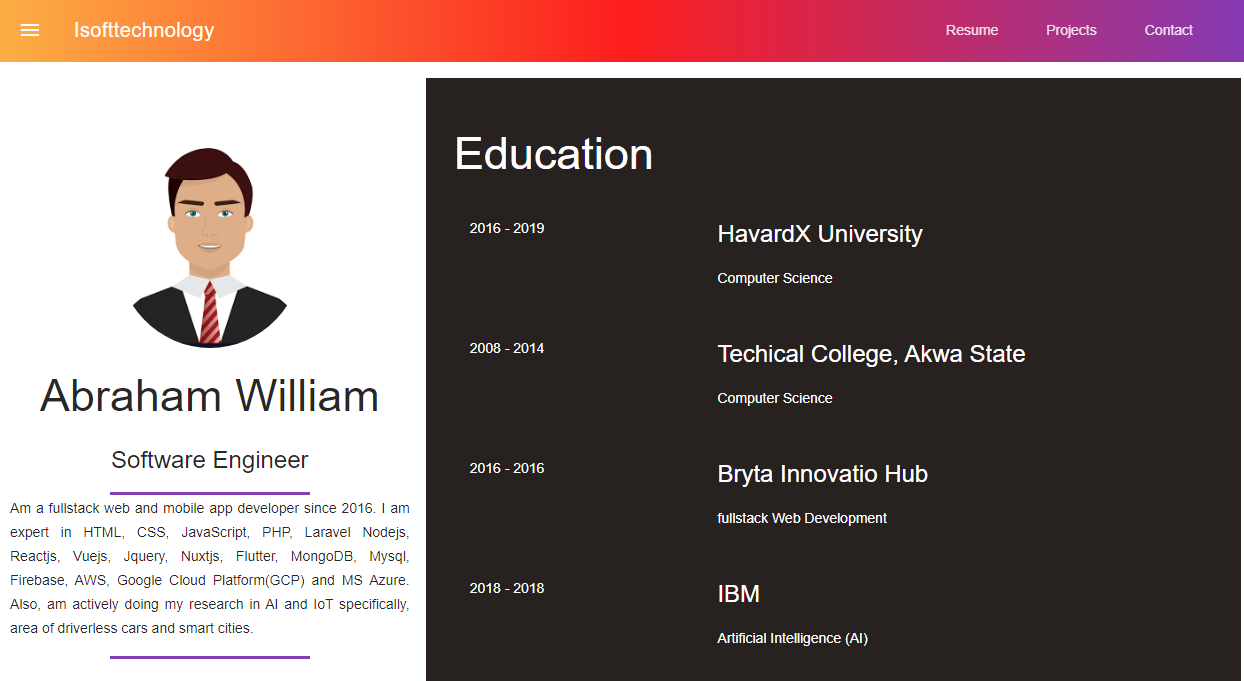 Isofttechnology
Resume Projects Contact
Abraham William
Software Engineer
Am a fullstack web and mobile app developer since 2016. I am
expert in HTML, CSS, JavaScript, PHP, Laravel Nodejs,
Reactjs, Vuejs, Jquery, Nuxtjs, Flutter, MongoDB, Mysql,
Firebase, AWS, Google Cloud Platform(GCP) and MS Azure.
Also, am actively doing my research in AI and IoT specifically,
area of driverless cars and smart cities.
Education
2016 - 2019
HavardX University
Computer Science
2008 - 2014
Techical College, Akwa State
Computer Science
2016 - 2016
Bryta Innovatio Hub
fullstack Web Development
2018 - 2018
IBM
Artificial Intelligence (AI)